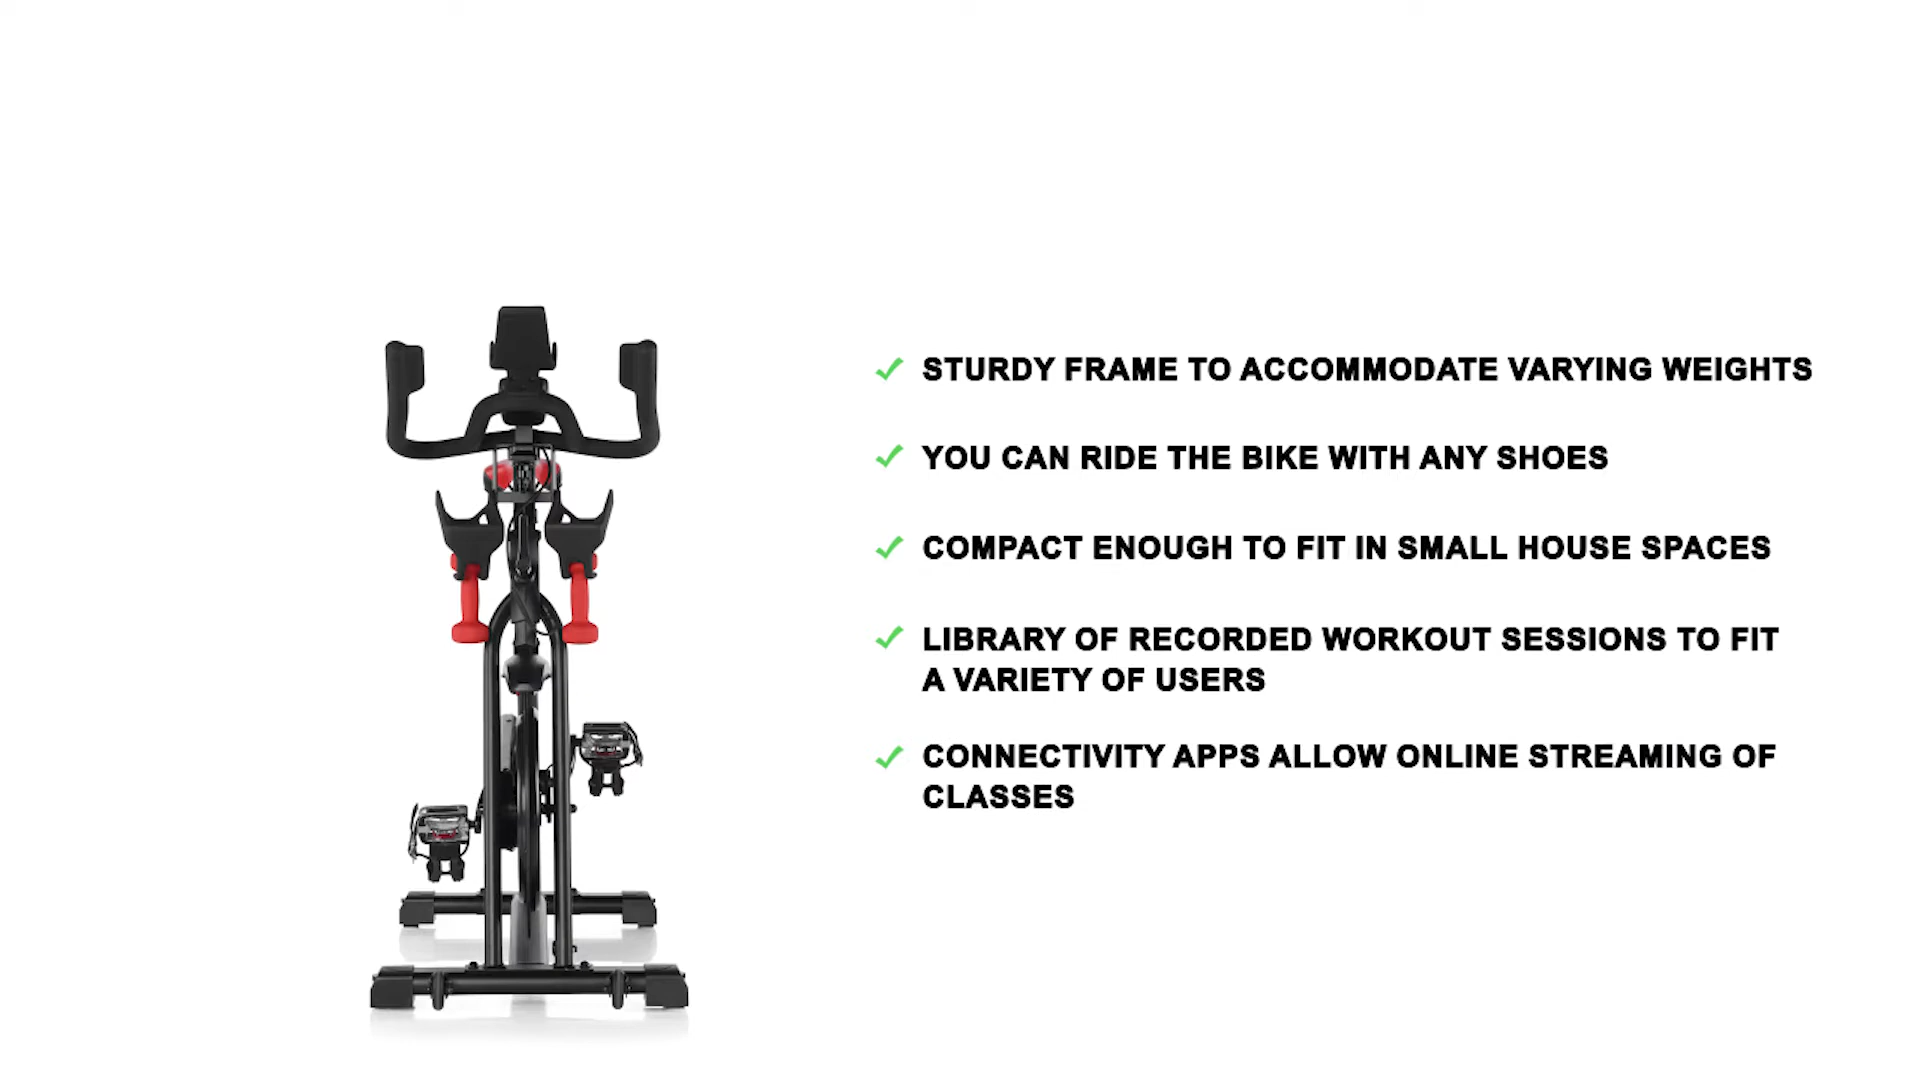 STURDY FRAME TO ACCOMMODATE VARYING WEIGHTS
YOU CAN RIDE THE BIKE WITH ANY SHOES
COMPACT ENOUGH TO FIT IN SMALL HOUSE SPACES
LIBRARY OF RECORDED WORKOUT SESSIONS TO FIT
A VARIETY OF USERS
CONNECTIVITY APPS ALLOW ONLINE STREAMING OF
CLASSES